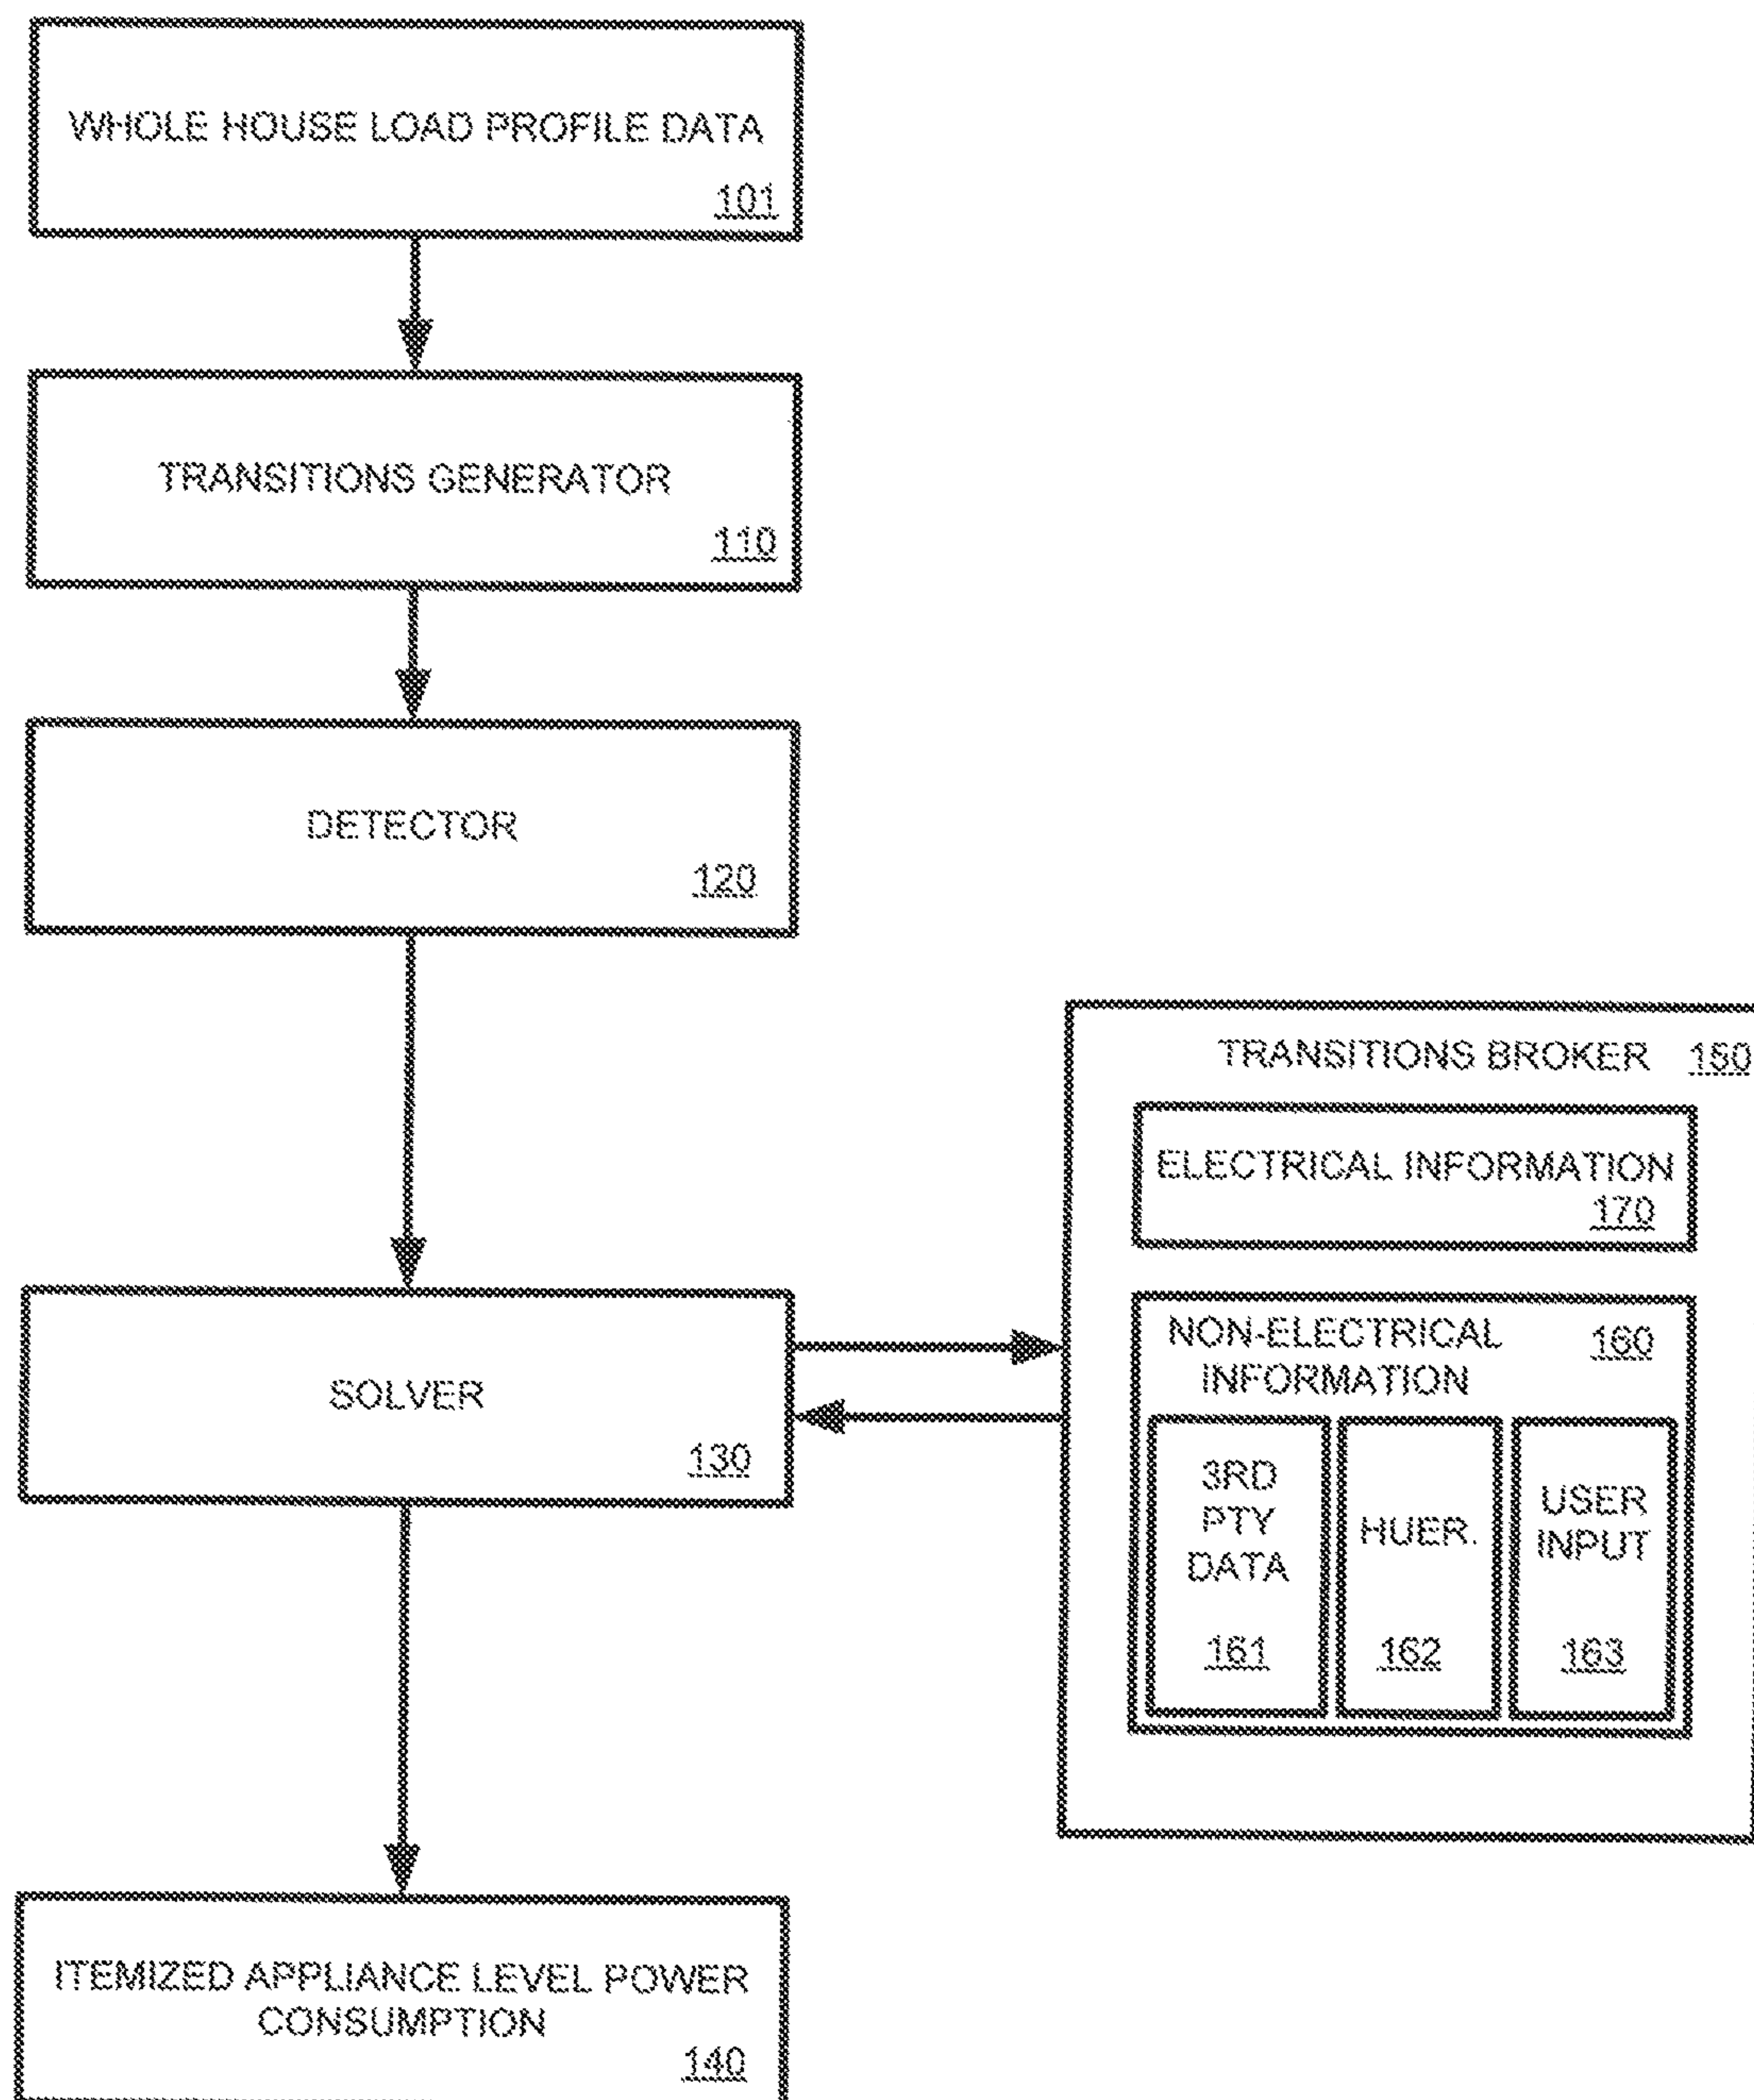 WHOLE HOUSE LOAD PROFILE DATA
101
TRANSITIONS GENERATOR
110
DETECTOR
120
TRANSITIONS BROKER 150
ELECTRICAL INFORMATION
170
NON-ELECTRICAL 160
INFORMATION
3RD
PTY
DATA
161
HUER.
162
USER
INPUT
163
SOLVER
130
ITEMIZED APPLIANCE LEVEL POWER
CONSUMPTION
140